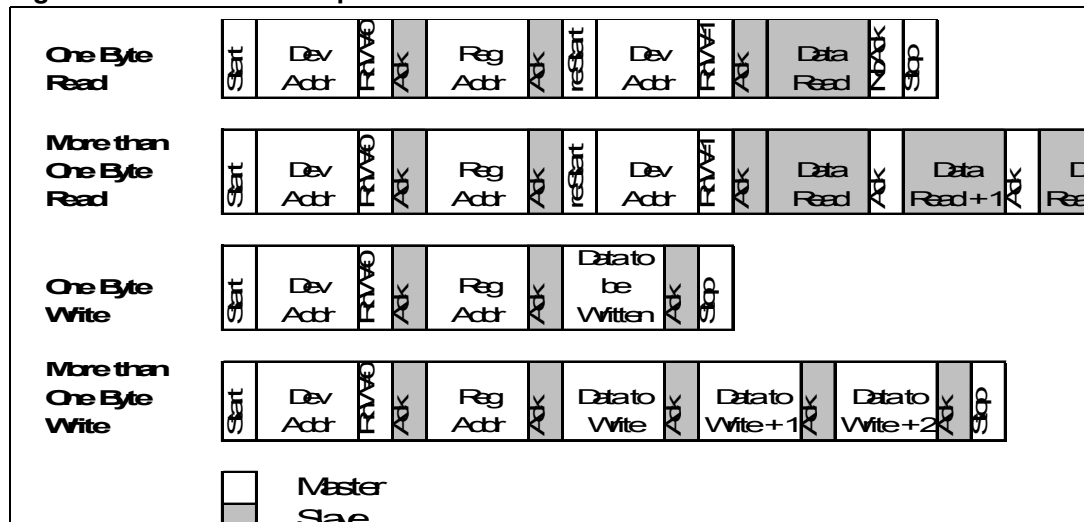 One Byte Read Start Dev Addr R/W=0 Ack Reg Addr Ack reStart Dev Addr R/W=1 Ack Data Read No Ack Stop
More than One Byte Read Start Dev Addr R/W=0 Ack Reg Addr Ack reStart Dev Addr R/W=1 Ack Data Read Ack Data Read + 1 Ack
One Byte Write Start Dev Addr R/W=0 Ack Reg Addr Ack Data to be Written Ack Stop
More than One Byte Write Start Dev Addr R/W=0 Ack Reg Addr Ack Data to Write Ack Data to Write + 1 Ack Data to Write + 2 Ack Stop
Master
Slave